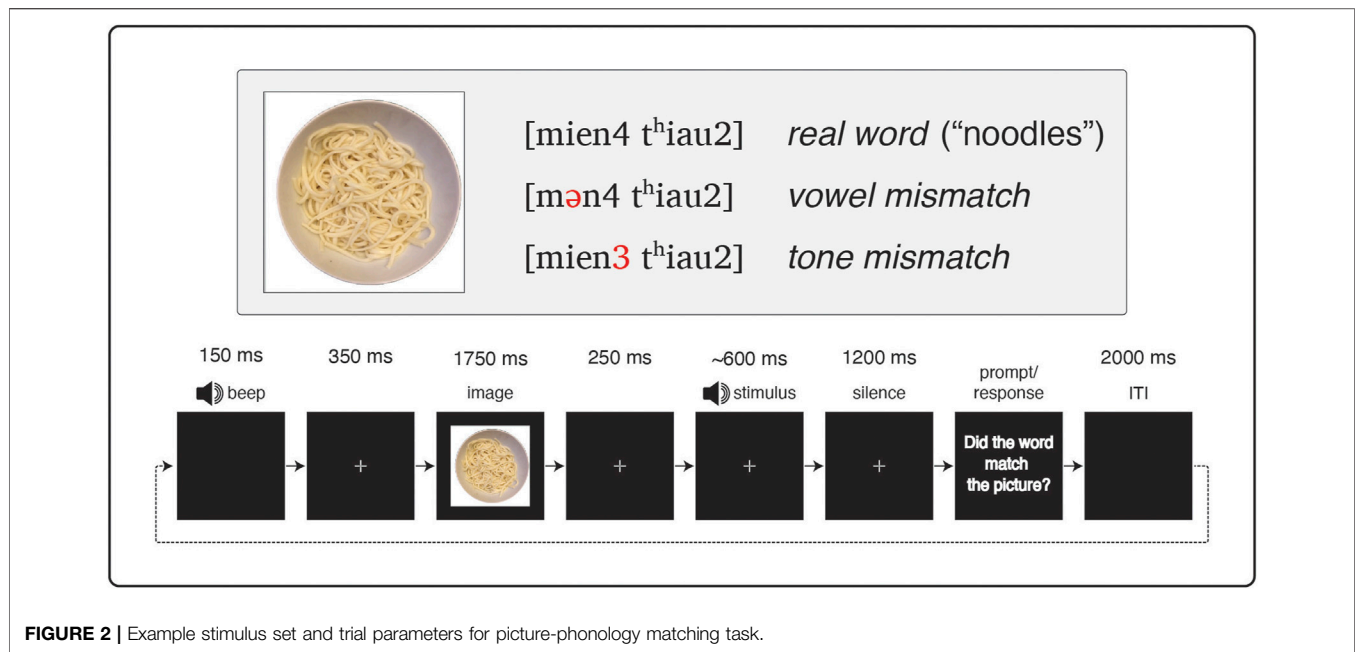 [mien4 tʰiau2] real word (“noodles”)
[mən4 tʰiau2] vowel mismatch
[mien3 tʰiau2] tone mismatch
150 ms
beep
350 ms
1750 ms
image
250 ms
~600 ms
stimulus
1200 ms
silence
prompt/
response
Did the word
match
the picture?
2000 ms
ITI
FIGURE 2 | Example stimulus set and trial parameters for picture-phonology matching task.